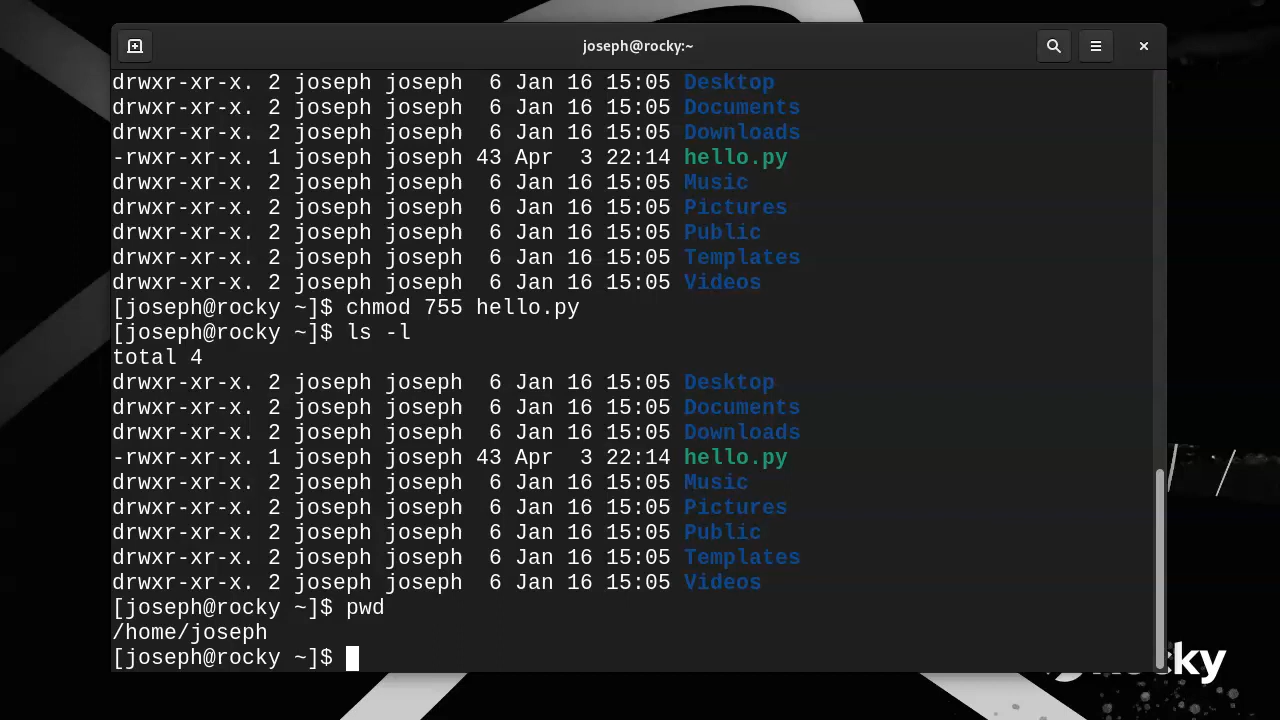 joseph@rocky:~
drwxr-xr-x. 2 joseph joseph  6 Jan 16 15:05 Desktop
drwxr-xr-x. 2 joseph joseph  6 Jan 16 15:05 Documents
drwxr-xr-x. 2 joseph joseph  6 Jan 16 15:05 Downloads
-rwxr-xr-x. 1 joseph joseph 43 Apr  3 22:14 hello.py
drwxr-xr-x. 2 joseph joseph  6 Jan 16 15:05 Music
drwxr-xr-x. 2 joseph joseph  6 Jan 16 15:05 Pictures
drwxr-xr-x. 2 joseph joseph  6 Jan 16 15:05 Public
drwxr-xr-x. 2 joseph joseph  6 Jan 16 15:05 Templates
drwxr-xr-x. 2 joseph joseph  6 Jan 16 15:05 Videos
[joseph@rocky ~]$ chmod 755 hello.py
[joseph@rocky ~]$ ls -l
total 4
drwxr-xr-x. 2 joseph joseph  6 Jan 16 15:05 Desktop
drwxr-xr-x. 2 joseph joseph  6 Jan 16 15:05 Documents
drwxr-xr-x. 2 joseph joseph  6 Jan 16 15:05 Downloads
-rwxr-xr-x. 1 joseph joseph 43 Apr  3 22:14 hello.py
drwxr-xr-x. 2 joseph joseph  6 Jan 16 15:05 Music
drwxr-xr-x. 2 joseph joseph  6 Jan 16 15:05 Pictures
drwxr-xr-x. 2 joseph joseph  6 Jan 16 15:05 Public
drwxr-xr-x. 2 joseph joseph  6 Jan 16 15:05 Templates
drwxr-xr-x. 2 joseph joseph  6 Jan 16 15:05 Videos
[joseph@rocky ~]$ pwd
/home/joseph
[joseph@rocky ~]$